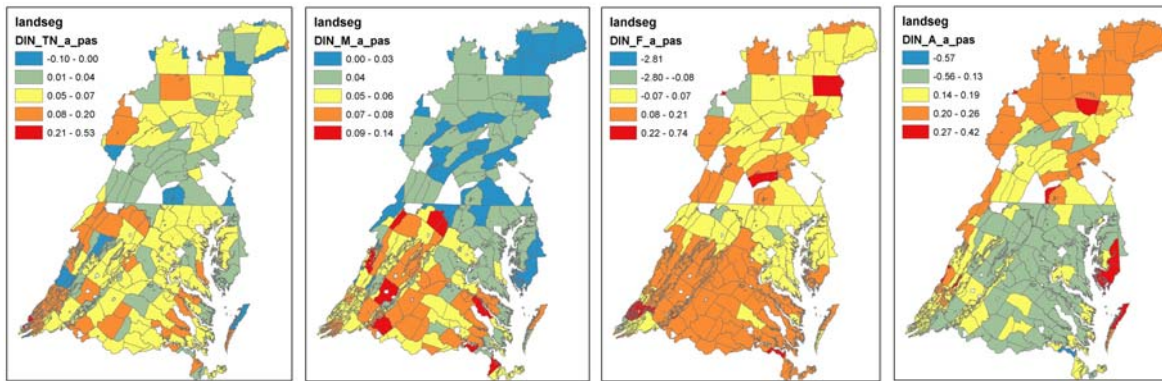 landseg
DIN_TN_a_pas
-0.10 - 0.00
0.01 - 0.04
0.05 - 0.07
0.08 - 0.20
0.21 - 0.53
landseg
DIN_M_a_pas
0.00 - 0.03
0.04
0.05 - 0.06
0.07 - 0.08
0.09 - 0.14
landseg
DIN_F_a_pas
-2.81
-2.80 - -0.08
-0.07 - 0.07
0.08 - 0.21
0.22 - 0.74
landseg
DIN_A_a_pas
-0.57
-0.56 - 0.13
0.14 - 0.19
0.20 - 0.26
0.27 - 0.42